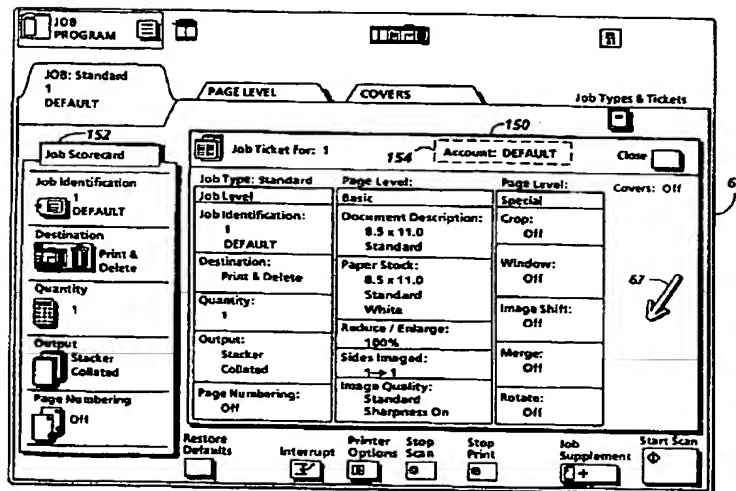 JOB
PROGRAM
JOB: Standard
1
DEFAULT
PAGE LEVEL
COVERS
Job Types & Tickets
152
Job Scorecard
Job Identification
1
DEFAULT
Destination
Print &
Delete
Quantity
1
Output
Stacker
Collated
Page Numbering
Off
150
Job Ticket for: 1
154
Account: DEFAULT
Close
Job Type: Standard
Job Level
Job Identification:
1
DEFAULT
Destination:
Print & Delete
Quantity:
1
Output:
Stacker
Collated
Page Numbering:
Off
Page Level:
Basic
Document Description:
8.5 x 11.0
Standard
Paper Stock:
8.5 x 11.0
Standard
White
Reduce / Enlarge:
100%
Sides Imaged:
1→1
Image Quality:
Standard
Sharpness On
Page Level:
Special
Crop:
Off
Window:
Off
Image Shift:
Off
Merge:
Off
Rotate:
Off
Covers: Off
67
6
Restore
Defaults
Interrupt
Printer
Options
Stop
Scan
Stop
Print
Job
Supplement
Start Scan